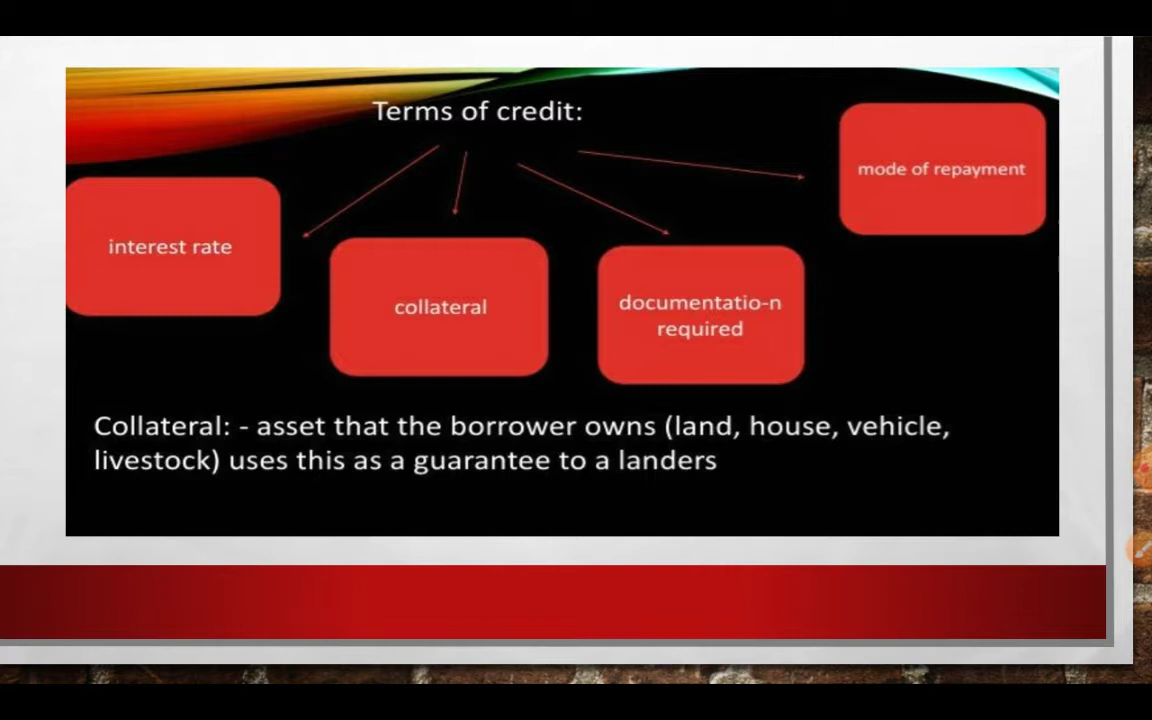 Terms of credit:
mode of repayment
interest rate
collateral
documentatio-n
required
Collateral: - asset that the borrower owns (land, house, vehicle,
livestock) uses this as a guarantee to a landers